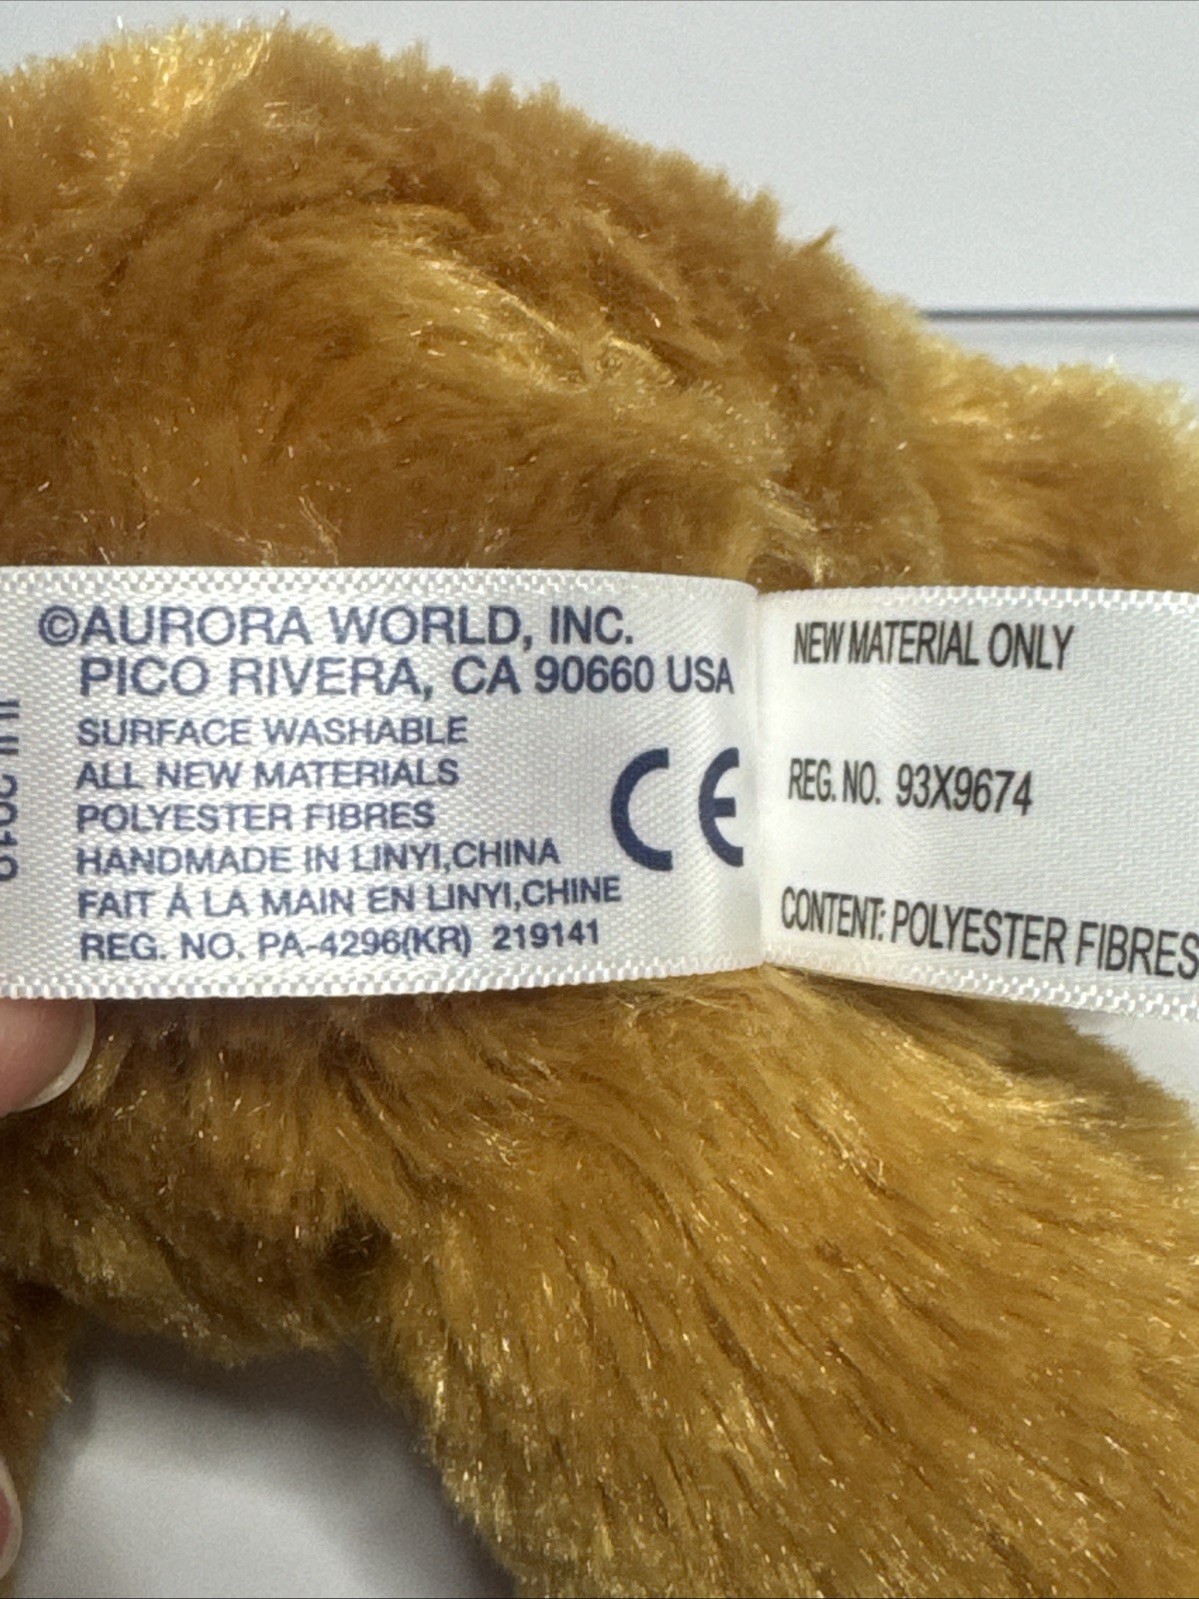 ©AURORA WORLD, INC.
PICO RIVERA, CA 90660 USA
SURFACE WASHABLE
ALL NEW MATERIALS
POLYESTER FIBRES
HANDMADE IN LINYI,CHINA
FAIT À LA MAIN EN LINYI,CHINE
REG. NO. PA-4296(KR) 219141
CE
NEW MATERIAL ONLY
REG. NO. 93X9674
CONTENT: POLYESTER FIBRES